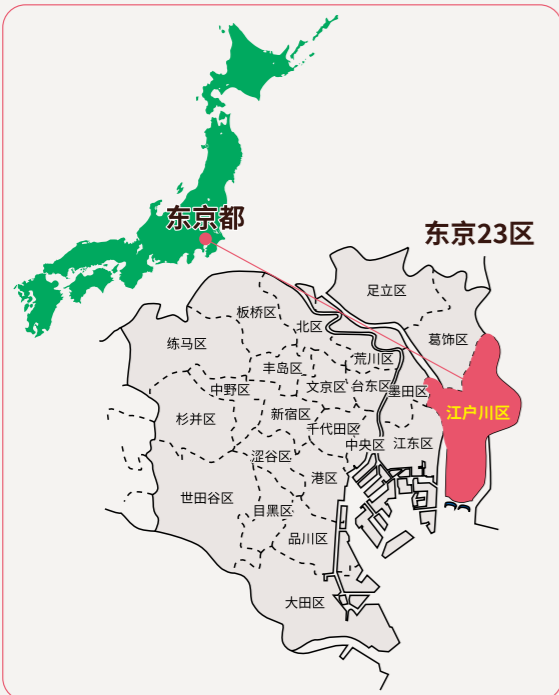 东京都
东京23区
足立区
板桥区
北区
葛饰区
练马区
荒川区
丰岛区
中野区
文京区
台东区
墨田区
江户川区
杉并区
新宿区
千代田区
中央区
江东区
涩谷区
港区
世田谷区
目黑区
品川区
大田区